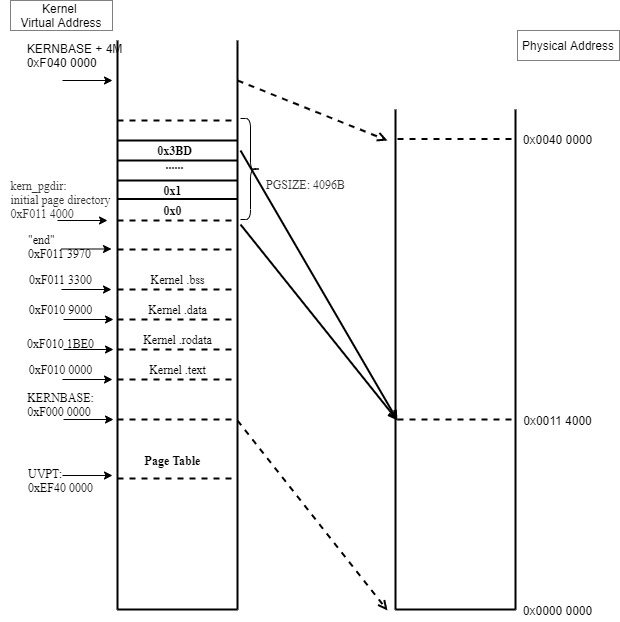 Kernel
Virtual Address
Physical Address
KERNBASE + 4M
0xF040 0000
0x0040 0000
0x3BD
......
PGSIZE: 4096B
kern_pgdir:
initial page directory
0xF011 4000
0x1
0x0
"end"
0xF011 3970
0xF011 3300
Kernel .bss
0xF010 9000
Kernel .data
0xF010 1BE0
Kernel .rodata
0xF010 0000
Kernel .text
KERNBASE:
0xF000 0000
0x0011 4000
Page Table
UVPT:
0xEF40 0000
0x0000 0000